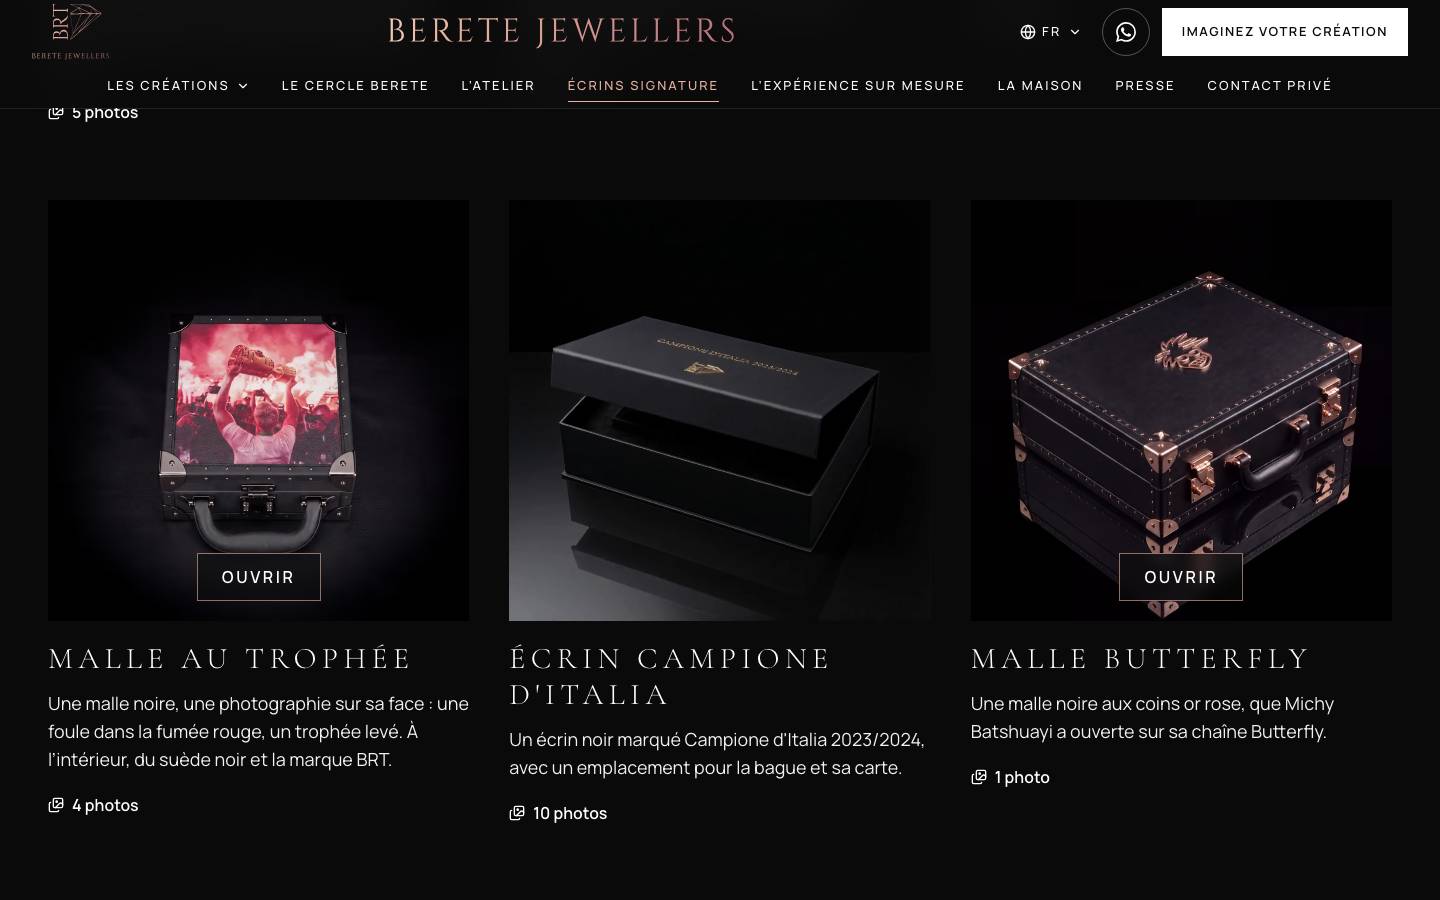 BRT
BERETE JEWELLERS
BERETE JEWELLERS
FR
IMAGINEZ VOTRE CRÉATION
LES CRÉATIONS
LE CERCLE BERETE
L'ATELIER
ÉCRINS SIGNATURE
L'EXPÉRIENCE SUR MESURE
LA MAISON
PRESSE
CONTACT PRIVÉ
5 photos
CAMPIONE D'ITALIA 2023/2024
OUVRIR
OUVRIR
MALLE AU TROPHÉE
Une malle noire, une photographie sur sa face : une
foule dans la fumée rouge, un trophée levé. À
l'intérieur, du suède noir et la marque BRT.
4 photos
ÉCRIN CAMPIONE
D'ITALIA
Un écrin noir marqué Campione d'Italia 2023/2024,
avec un emplacement pour la bague et sa carte.
10 photos
MALLE BUTTERFLY
Une malle noire aux coins or rose, que Michy
Batshuayi a ouverte sur sa chaîne Butterfly.
1 photo